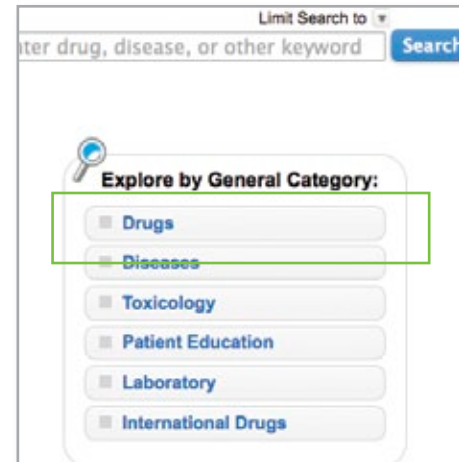 Limit Search to
ter drug, disease, or other keyword
Search
Explore by General Category:
Drugs
Diseases
Toxicology
Patient Education
Laboratory
International Drugs